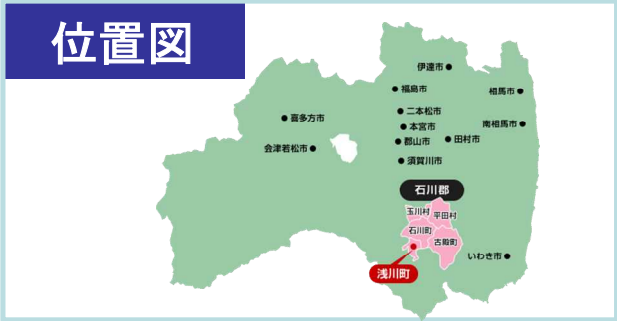 位置図
伊達市
福島市
相馬市
二本松市
喜多方市
本宮市
南相馬市
郡山市
田村市
会津若松市
須賀川市
石川郡
玉川村
平田村
石川町
古殿町
いわき市
浅川町